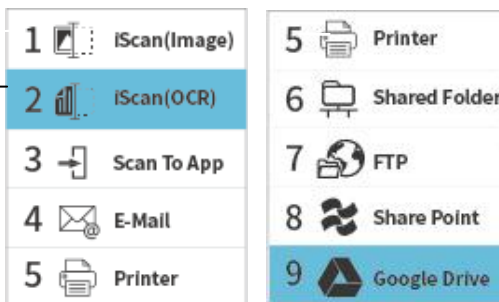 1 iScan(Image)
2 iScan(OCR)
3 Scan To App
4 E-Mail
5 Printer
5 Printer
6 Shared Folder
7 FTP
8 Share Point
9 Google Drive